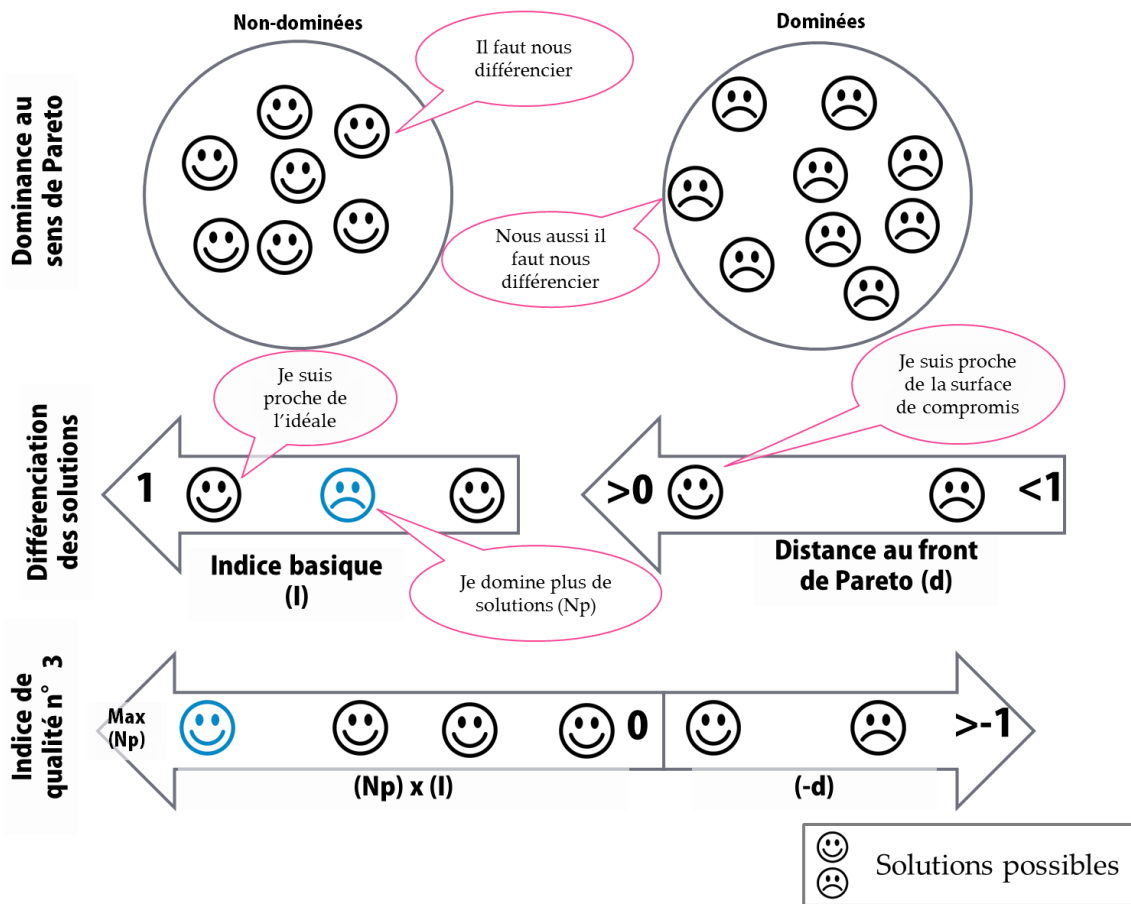 Non-dominées
Dominées
Dominance au
sens de Pareto
Il faut nous
différencier
Nous aussi il
faut nous
différencier
Différenciation
des solutions
Je suis
proche de
l'idéale
Je suis proche
de la surface
de compromis
1
>0
<1
Indice basique
(I)
Je domine plus de
solutions (Np)
Distance au front
de Pareto (d)
Indice de
qualité n° 3
Max
(Np)
0
>-1
(Np) x (I)
(-d)
Solutions possibles